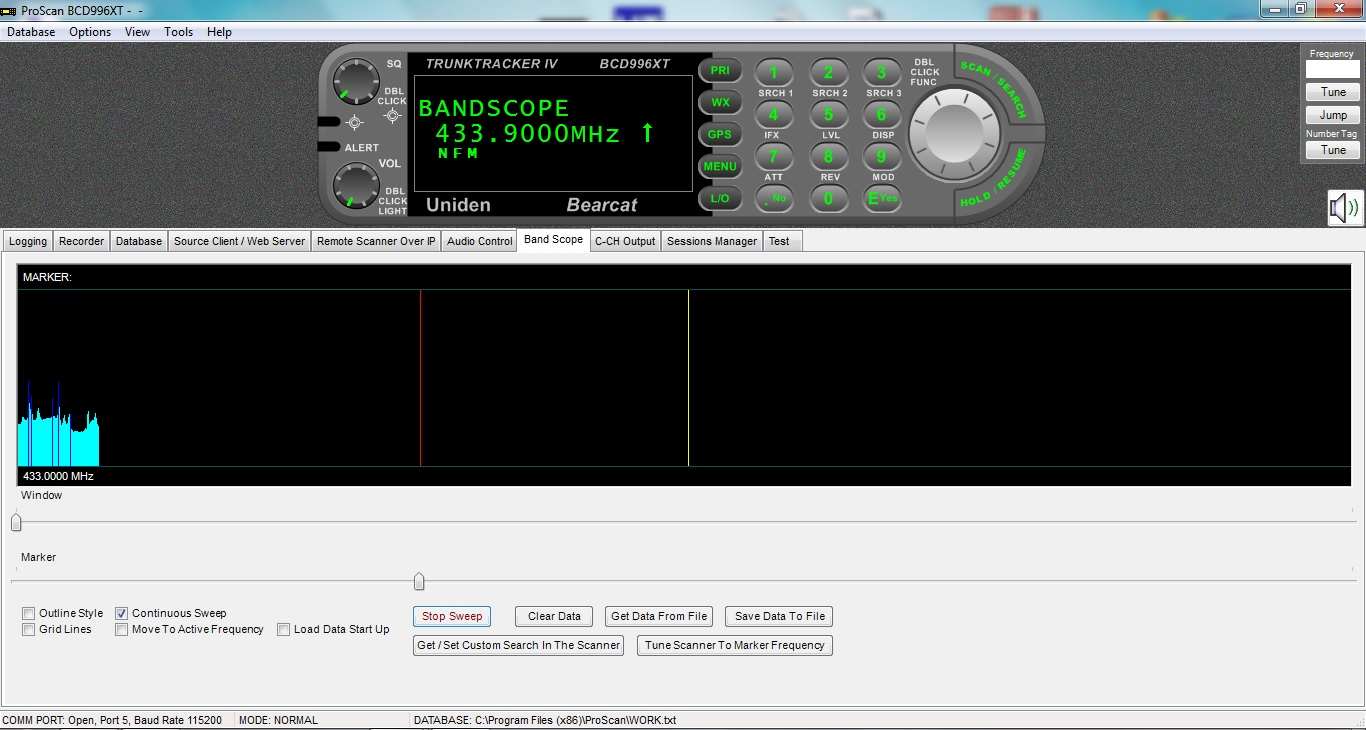 ProScan BCD996XT - -
Database Options View Tools Help
TRUNKTRACKER IV BCD996XT
BANDSCOPE
433.9000MHz ↑
NFM
Uniden Bearcat
SQ
DBL CLICK
ALERT
VOL
DBL CLICK LIGHT
PRI
WX
GPS
MENU
L/O
1 2 3
SRCH 1 SRCH 2 SRCH 3
4 5 6
IFX LVL DISP
7 8 9
ATT REV MOD
. No 0 E Yes
DBL CLICK FUNC
SCAN / SEARCH
HOLD / RESUME
Frequency
Tune
Jump
Number Tag
Tune
Logging Recorder Database Source Client / Web Server Remote Scanner Over IP Audio Control Band Scope C-CH Output Sessions Manager Test
MARKER:
433.0000 MHz
Window
Marker
Outline Style Continuous Sweep
Grid Lines Move To Active Frequency Load Data Start Up
Stop Sweep Clear Data Get Data From File Save Data To File
Get / Set Custom Search In The Scanner Tune Scanner To Marker Frequency
COMM PORT: Open, Port 5, Baud Rate 115200 MODE: NORMAL DATABASE: C:\Program Files (x86)\ProScan\WORK.txt